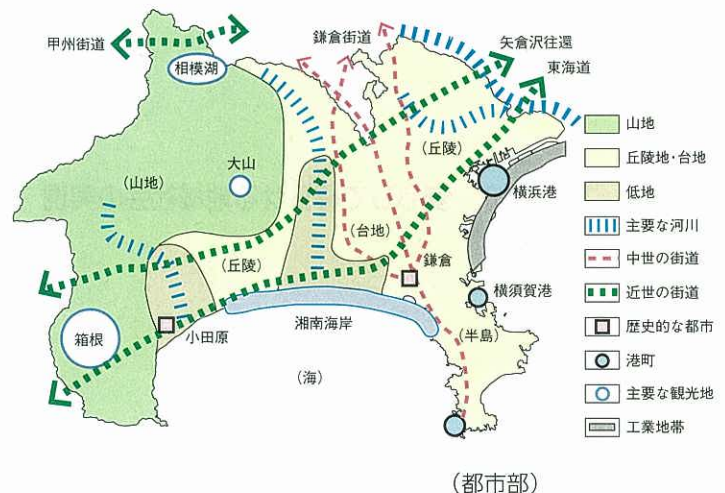 甲州街道
鎌倉街道
矢倉沢往還
東海道
相模湖
大山
(山地)
(丘陵)
横浜港
(台地)
(丘陵)
鎌倉
横須賀港
箱根
小田原
湘南海岸
(半島)
(海)
山地
丘陵地・台地
低地
主要な河川
中世の街道
近世の街道
歴史的な都市
港町
主要な観光地
工業地帯
(都市部)